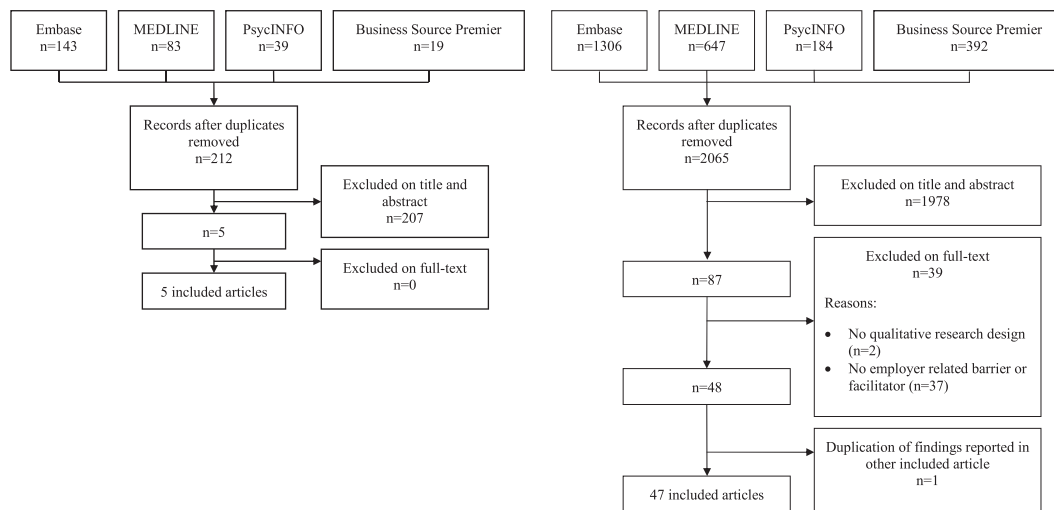 Embase
n=143
MEDLINE
n=83
PsycINFO
n=39
Business Source Premier
n=19
Records after duplicates
removed
n=212
Excluded on title and
abstract
n=207
n=5
Excluded on full-text
n=0
5 included articles
Embase
n=1306
MEDLINE
n=647
PsycINFO
n=184
Business Source Premier
n=392
Records after duplicates
removed
n=2065
Excluded on title and abstract
n=1978
n=87
Excluded on full-text
n=39
Reasons:
• No qualitative research design
(n=2)
• No employer related barrier or
facilitator (n=37)
n=48
Duplication of findings reported in
other included article
n=1
47 included articles